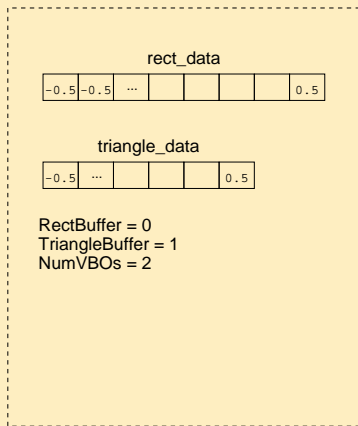 rect_data
-0.5 -0.5 ... 0.5
triangle_data
-0.5 ... 0.5
RectBuffer = 0
TriangleBuffer = 1
NumVBOs = 2